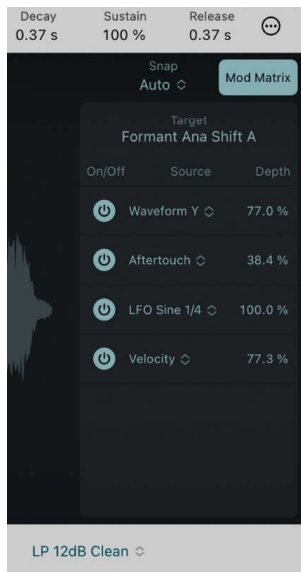 Decay Sustain Release
0.37 s 100 % 0.37 s
Snap
Auto
Mod Matrix
Target
Formant Ana Shift A
On/Off Source Depth
Waveform Y 77.0 %
Aftertouch 38.4 %
LFO Sine 1/4 100.0 %
Velocity 77.3 %
LP 12dB Clean